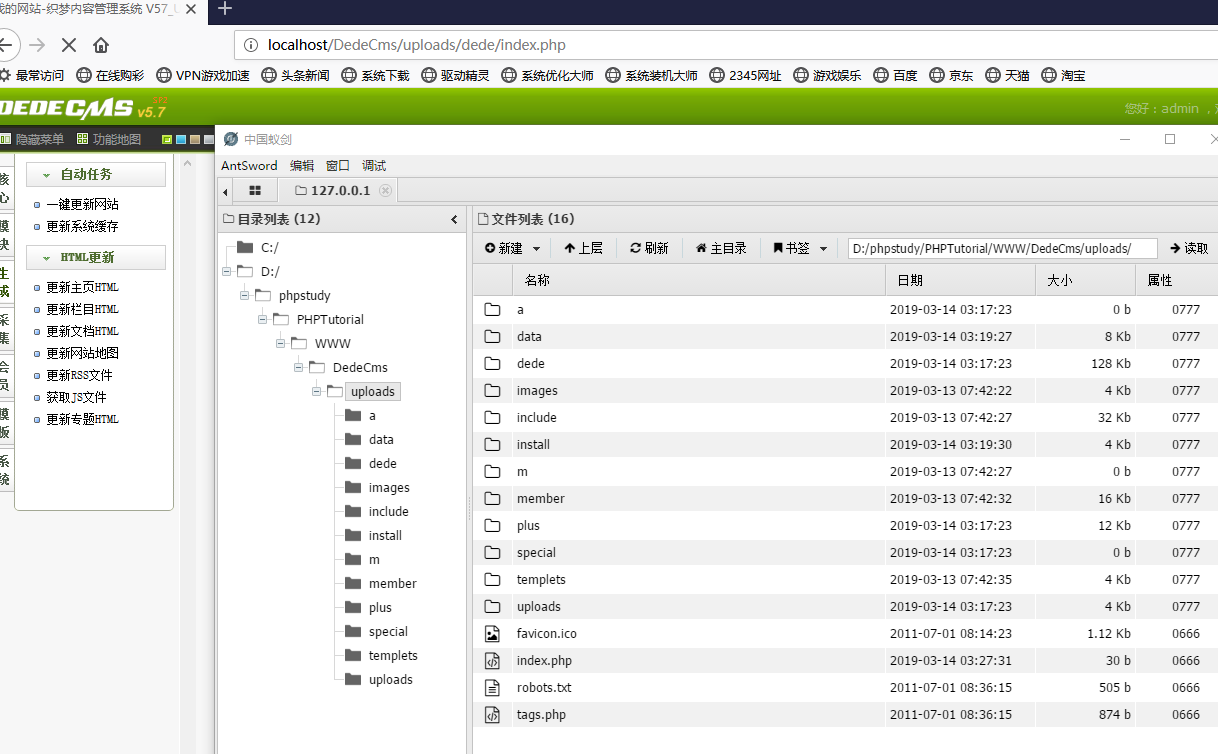 我的网站-织梦内容管理系统 V57_
localhost/DedeCms/uploads/dede/index.php
最常访问 在线购彩 VPN游戏加速 头条新闻 系统下载 驱动精灵 系统优化大师 系统装机大师 2345网址 游戏娱乐 百度 京东 天猫 淘宝
DEDECMS v5.7
您好：admin ，
隐藏菜单 功能地图
核心
模块
生成
采集
会员
模板
系统
自动任务
一键更新网站
更新系统缓存
HTML更新
更新主页HTML
更新栏目HTML
更新文档HTML
更新网站地图
更新RSS文件
获取JS文件
更新专题HTML
中国蚁剑
AntSword 编辑 窗口 调试
127.0.0.1
目录列表 (12)
C:/
D:/
phpstudy
PHPTutorial
WWW
DedeCms
uploads
a
data
dede
images
include
install
m
member
plus
special
templets
uploads
文件列表 (16)
新建 上层 刷新 主目录 书签 D:/phpstudy/PHPTutorial/WWW/DedeCms/uploads/ 读取
名称 日期 大小 属性
a 2019-03-14 03:17:23 0 b 0777
data 2019-03-14 03:19:27 8 Kb 0777
dede 2019-03-14 03:17:23 128 Kb 0777
images 2019-03-13 07:42:22 4 Kb 0777
include 2019-03-13 07:42:27 32 Kb 0777
install 2019-03-14 03:19:30 4 Kb 0777
m 2019-03-13 07:42:27 0 b 0777
member 2019-03-13 07:42:32 16 Kb 0777
plus 2019-03-14 03:17:23 12 Kb 0777
special 2019-03-14 03:17:23 0 b 0777
templets 2019-03-13 07:42:35 4 Kb 0777
uploads 2019-03-14 03:17:23 4 Kb 0777
favicon.ico 2011-07-01 08:14:23 1.12 Kb 0666
index.php 2019-03-14 03:27:31 30 b 0666
robots.txt 2011-07-01 08:36:15 505 b 0666
tags.php 2011-07-01 08:36:15 874 b 0666